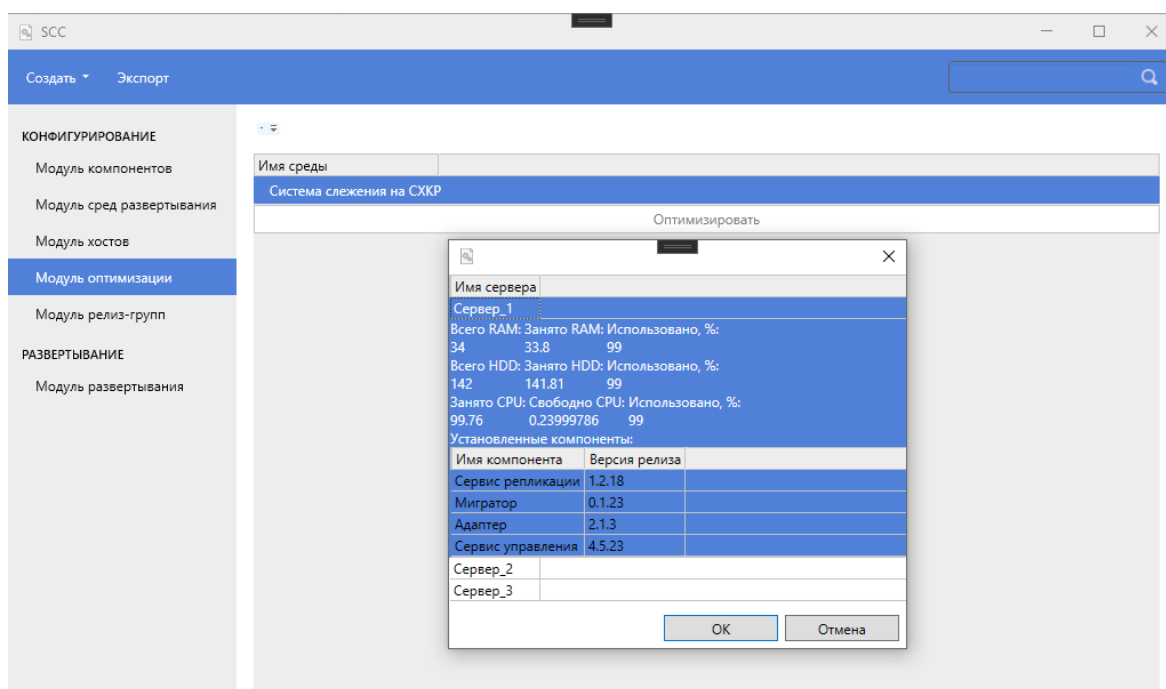 SCC
Создать Экспорт
КОНФИГУРИРОВАНИЕ
Модуль компонентов
Модуль сред развертывания
Модуль хостов
Модуль оптимизации
Модуль релиз-групп
РАЗВЕРТЫВАНИЕ
Модуль развертывания
Имя среды
Система слежения на СХКР
Оптимизировать
Имя сервера
Сервер_1
Всего RAM: Занято RAM: Использовано, %:
34 33.8 99
Всего HDD: Занято HDD: Использовано, %:
142 141.81 99
Занято CPU: Свободно CPU: Использовано, %:
99.76 0.23999786 99
Установленные компоненты:
Имя компонента Версия релиза
Сервис репликации 1.2.18
Мигратор 0.1.23
Адаптер 2.1.3
Сервис управления 4.5.23
Сервер_2
Сервер_3
ОК Отмена